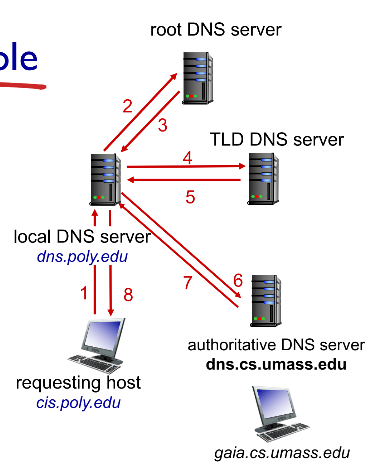 root DNS server
2
3
TLD DNS server
4
5
local DNS server
dns.poly.edu
1
8
7
6
authoritative DNS server
dns.cs.umass.edu
requesting host
cis.poly.edu
gaia.cs.umass.edu